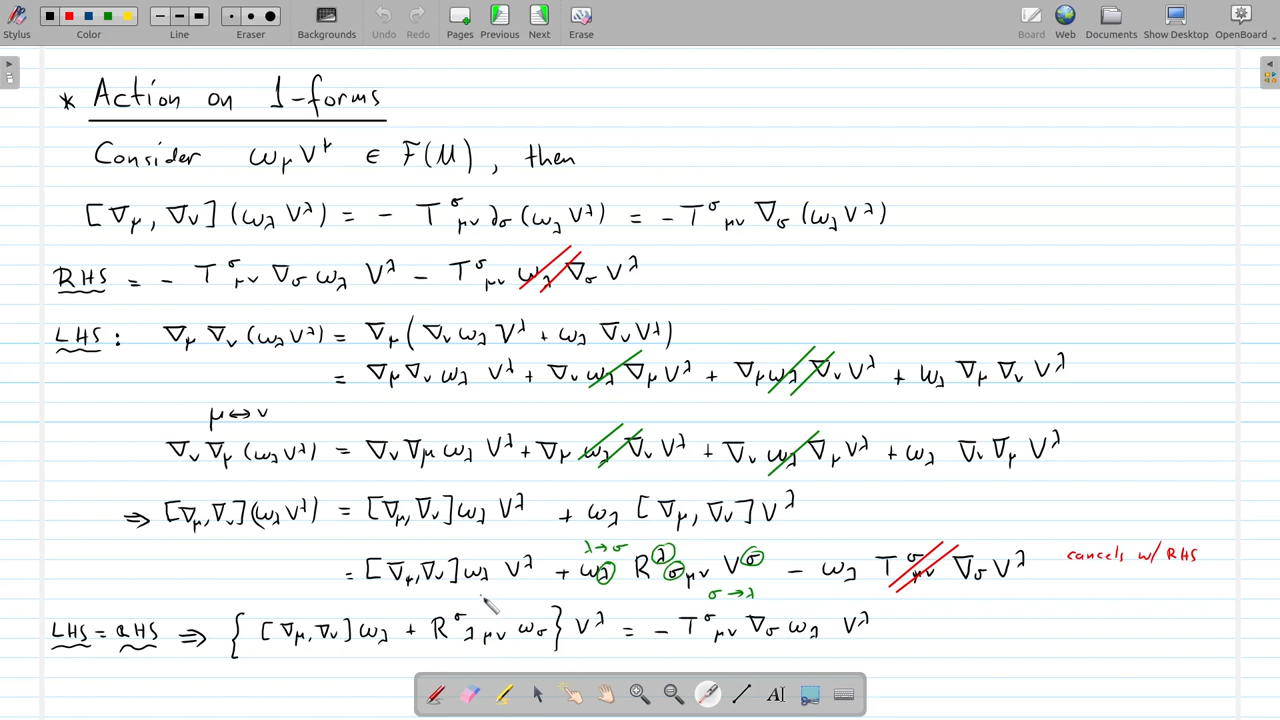 Stylus Color Line Eraser Backgrounds Undo Redo Pages Previous Next Erase Board Web Documents Show Desktop OpenBoard
* Action on 1-forms
Consider ω_μ V^μ ∈ F(M), then
[∇_μ, ∇_ν](ω_λ V^λ) = - T^σ_μν ∂_σ (ω_λ V^λ) = - T^σ_μν ∇_σ (ω_λ V^λ)
RHS = - T^σ_μν ∇_σ ω_λ V^λ - T^σ_μν ω_λ ∇_σ V^λ
LHS: ∇_μ ∇_ν (ω_λ V^λ) = ∇_μ (∇_ν ω_λ V^λ + ω_λ ∇_ν V^λ)
= ∇_μ ∇_ν ω_λ V^λ + ∇_ν ω_λ ∇_μ V^λ + ∇_μ ω_λ ∇_ν V^λ + ω_λ ∇_μ ∇_ν V^λ
μ ↔ ν
∇_ν ∇_μ (ω_λ V^λ) = ∇_ν ∇_μ ω_λ V^λ + ∇_μ ω_λ ∇_ν V^λ + ∇_ν ω_λ ∇_μ V^λ + ω_λ ∇_ν ∇_μ V^λ
⇒ [∇_μ, ∇_ν](ω_λ V^λ) = [∇_μ, ∇_ν] ω_λ V^λ + ω_λ [∇_μ, ∇_ν] V^λ
λ → σ
= [∇_μ, ∇_ν] ω_λ V^λ + ω_λ R^λ_σμν V^σ - ω_λ T^σ_μν ∇_σ V^λ cancels w/ RHS
σ → λ
LHS = RHS ⇒ { [∇_μ, ∇_ν] ω_λ + R^σ_λμν ω_σ } V^λ = - T^σ_μν ∇_σ ω_λ V^λ